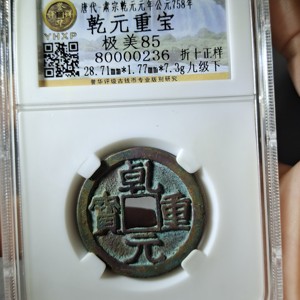 唐代·肃宗乾元元年公元758年
乾元重宝
极美85
80000236 折十正样
28.71mm*1.77mm*7.3g 九级下
YHXP
乾元重寶